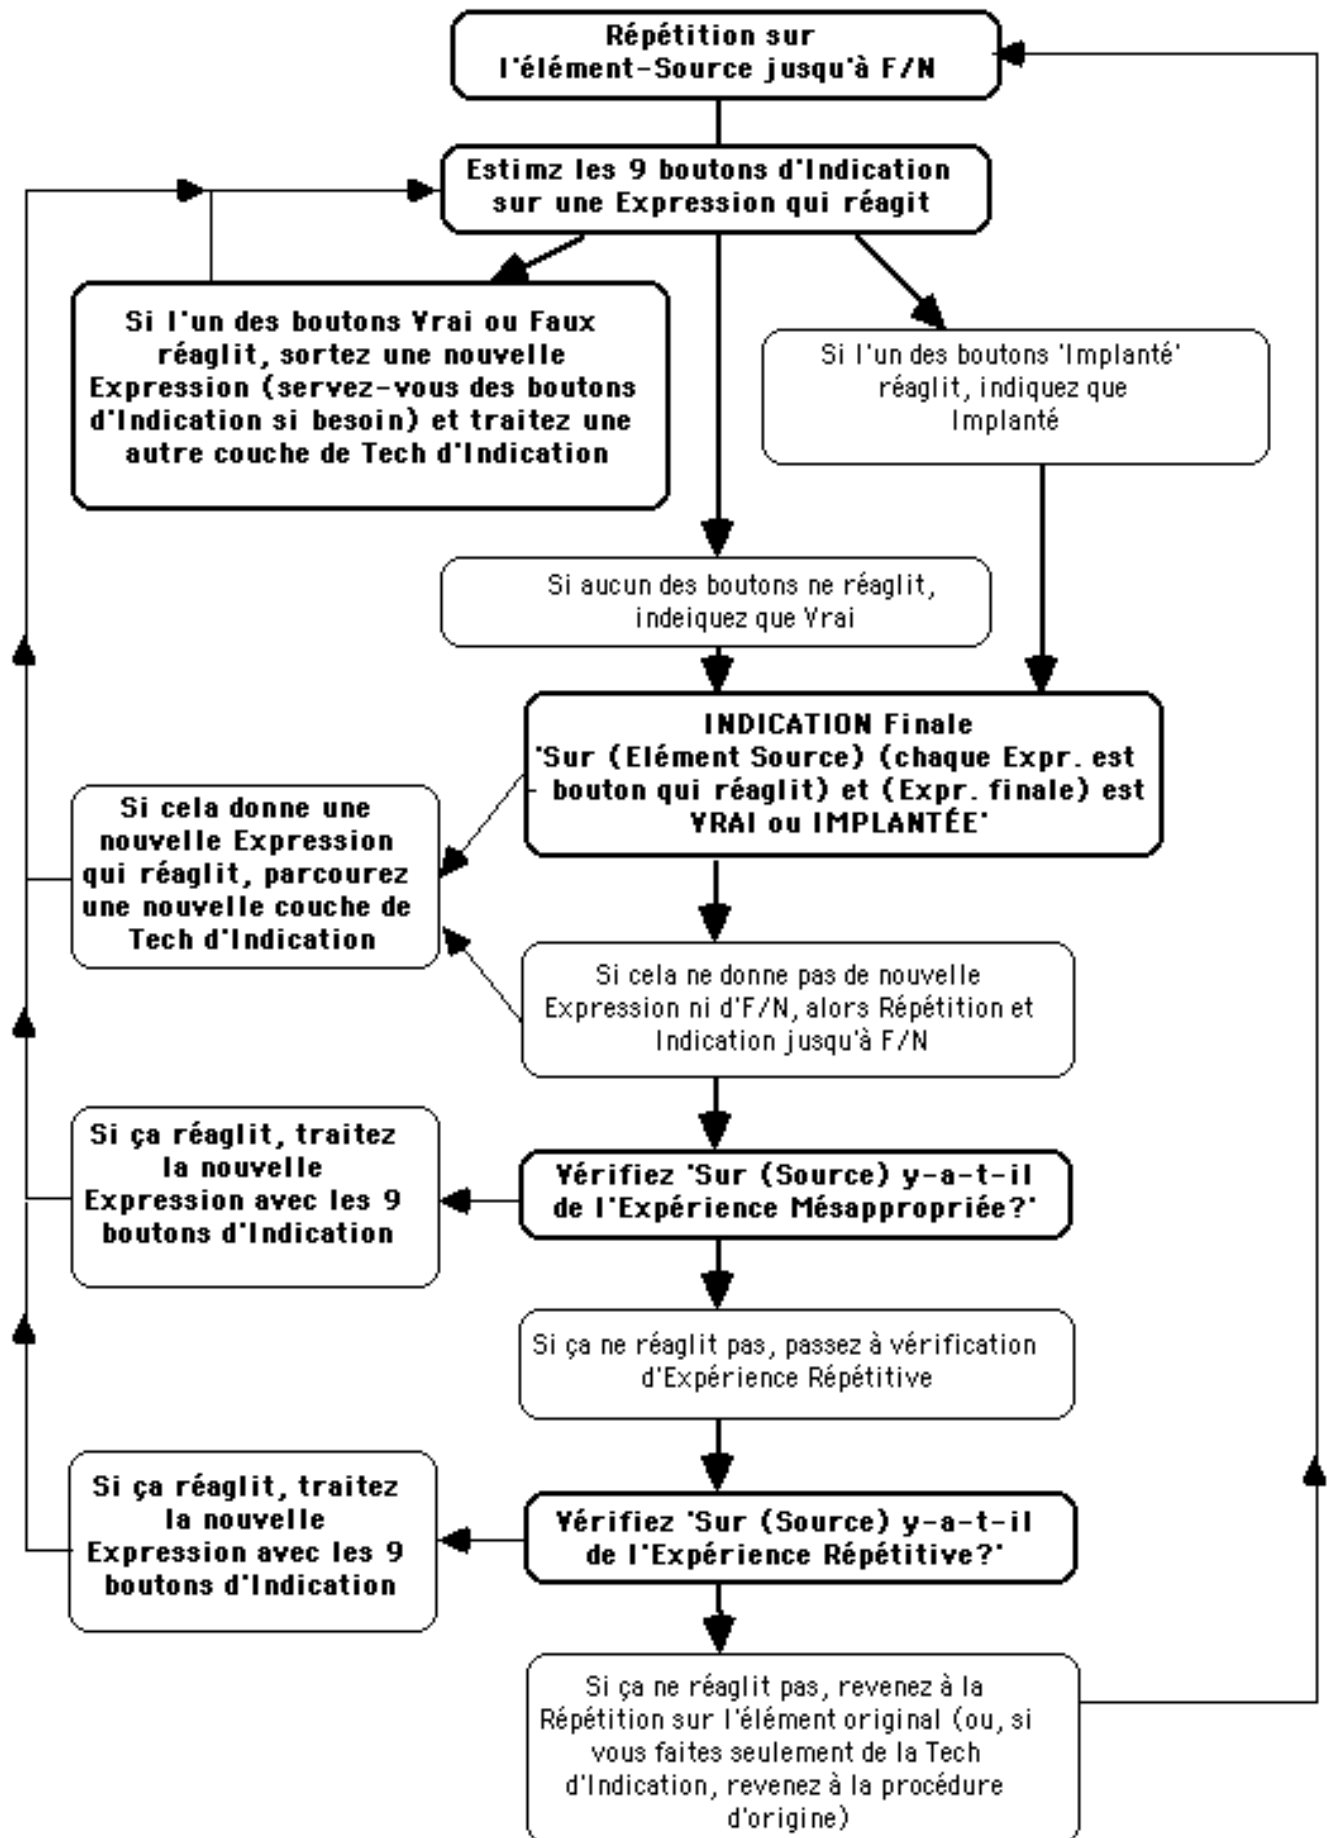 Répétition sur
l'élément-Source jusqu'à F/N
Estimz les 9 boutons d'Indication
sur une Expression qui réagit
Si l'un des boutons Vrai ou Faux
réaglit, sortez une nouvelle
Expression (servez-vous des boutons
d'Indication si besoin) et traitez une
autre couche de Tech d'Indication
Si l'un des boutons 'Implanté'
réaglit, indiquez que
Implanté
Si aucun des boutons ne réaglit,
indeiquez que Vrai
INDICATION Finale
'Sur (Elément Source) (chaque Expr. est
- bouton qui réaglit) et (Expr. finale) est
VRAI ou IMPLANTÉE'
Si cela donne une
nouvelle Expression
qui réaglit, parcourez
une nouvelle couche de
Tech d'Indication
Si cela ne donne pas de nouvelle
Expression ni d'F/N, alors Répétition et
Indication jusqu'à F/N
Si ça réaglit, traitez
la nouvelle
Expression avec les 9
boutons d'Indication
Vérifiez 'Sur (Source) y-a-t-il
de l'Expérience Mésappropriée?'
Si ça ne réaglit pas, passez à vérification
d'Expérience Répétitive
Si ça réaglit, traitez
la nouvelle
Expression avec les 9
boutons d'Indication
Vérifiez 'Sur (Source) y-a-t-il
de l'Expérience Répétitive?'
Si ça ne réaglit pas, revenez à la
Répétition sur l'élément original (ou, si
vous faites seulement de la Tech
d'Indication, revenez à la procédure
d'origine)